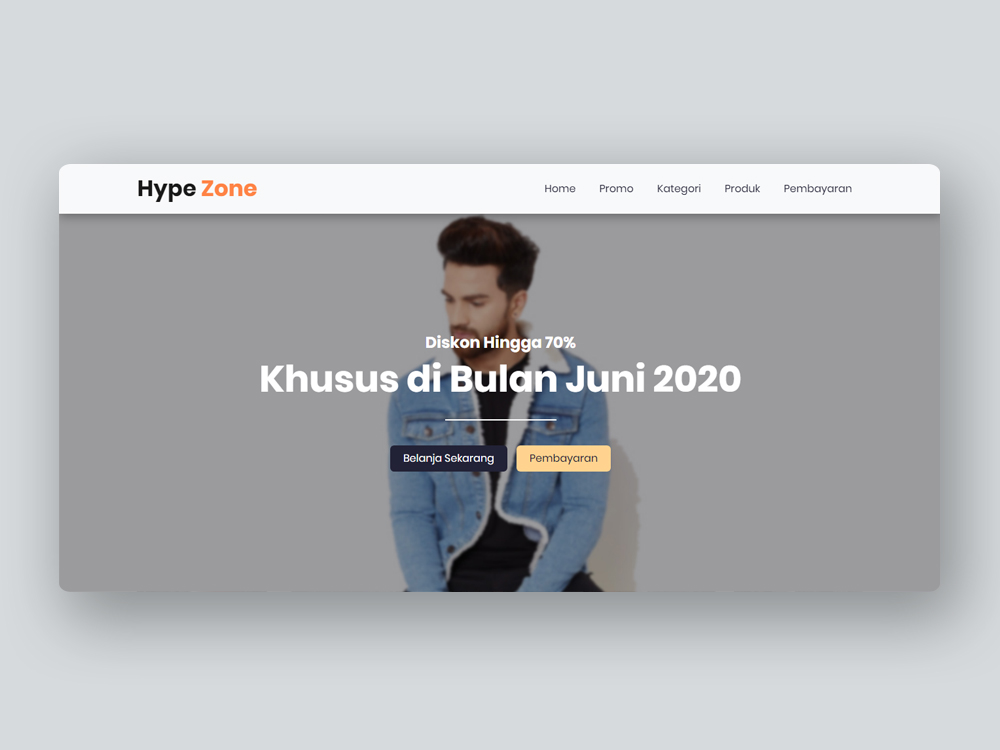 Hype Zone
Home Promo Kategori Produk Pembayaran
Diskon Hingga 70%
Khusus di Bulan Juni 2020
Belanja Sekarang Pembayaran